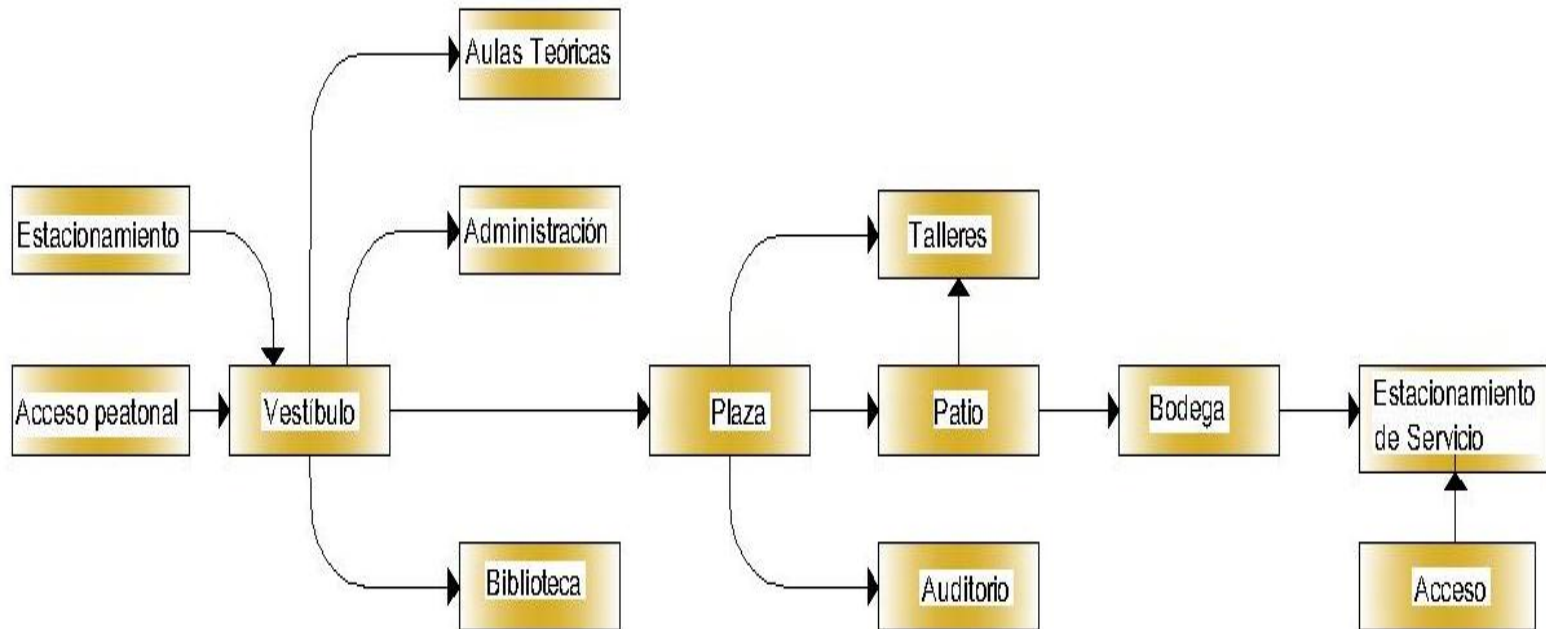 Aulas Teóricas
Estacionamiento
Administración
Talleres
Acceso peatonal
Vestíbulo
Plaza
Patio
Bodega
Estacionamiento
de Servicio
Biblioteca
Auditorio
Acceso